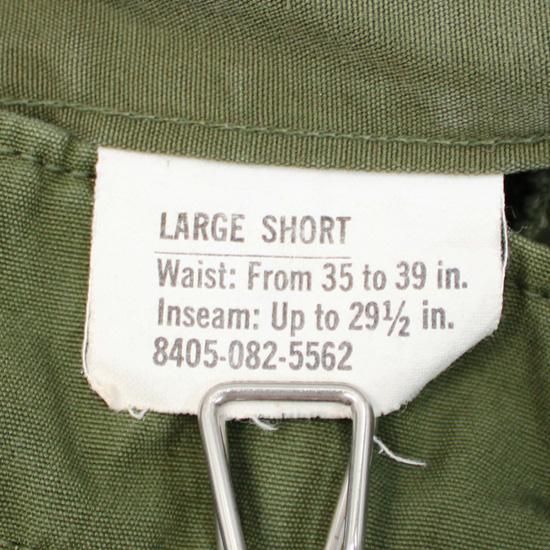 LARGE SHORT
Waist: From 35 to 39 in.
Inseam: Up to 29½ in.
8405-082-5562